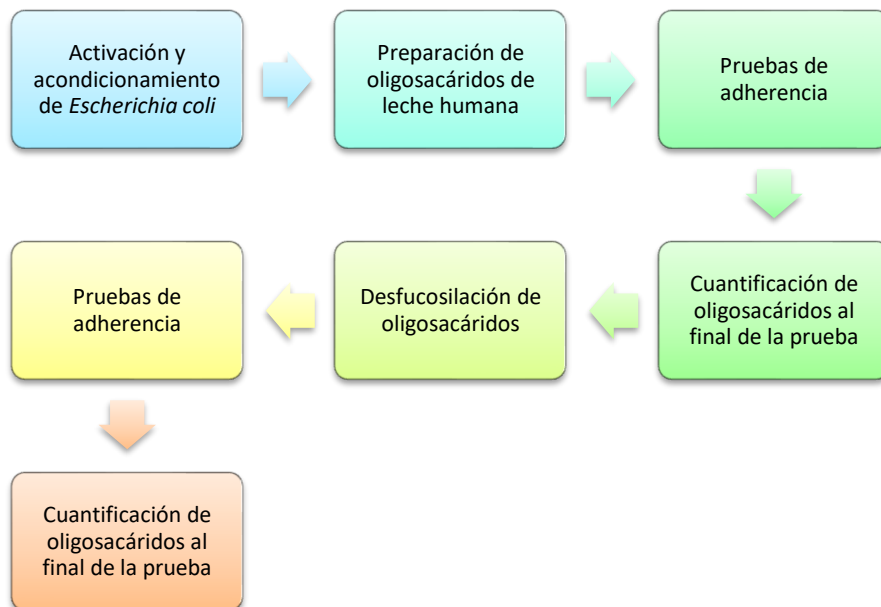 Activación y
acondicionamiento
de Escherichia coli
Preparación de
oligosacáridos de
leche humana
Pruebas de
adherencia
Cuantificación de
oligosacáridos al
final de la prueba
Desfucosilación de
oligosacáridos
Pruebas de
adherencia
Cuantificación de
oligosacáridos al
final de la prueba